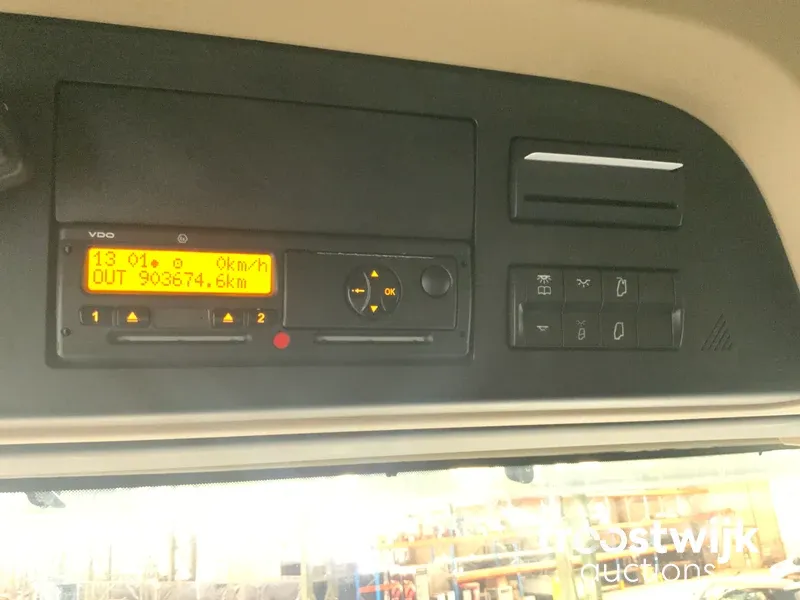 VDO
13 01 0km/h
OUT 903674.6km
1 2
OK
troostwijk
auctions